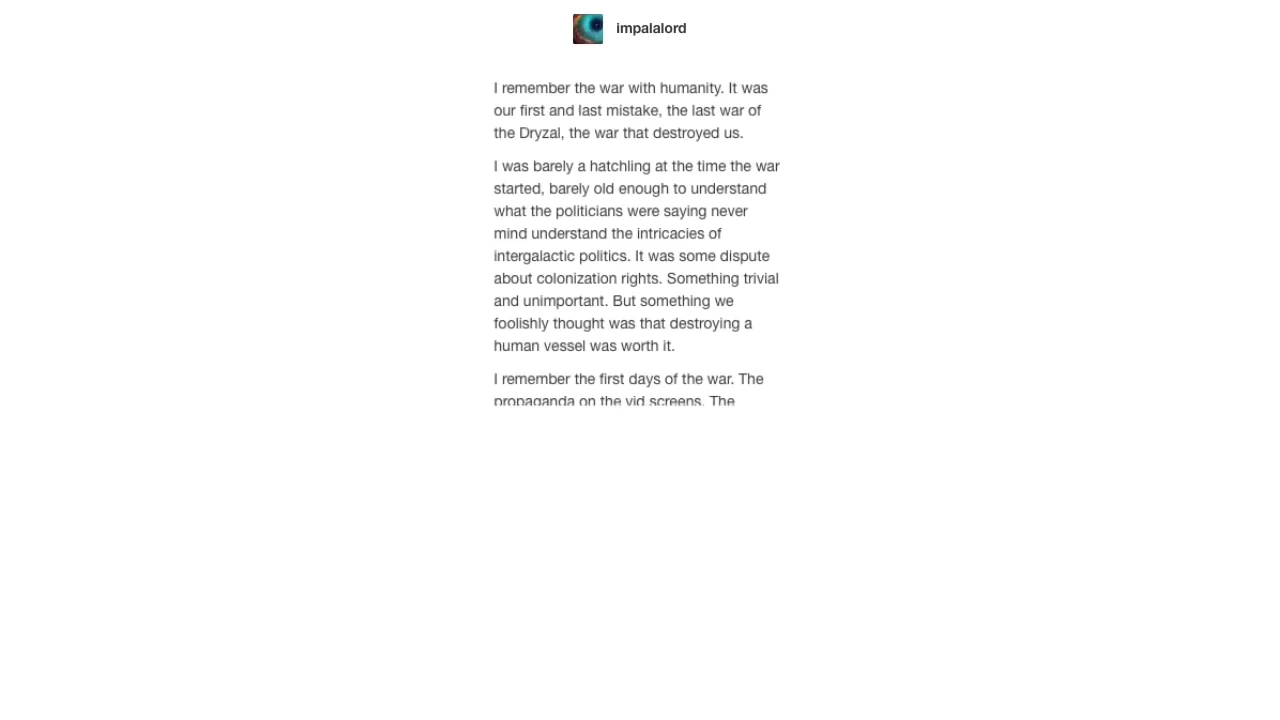 impalalord
I remember the war with humanity. It was
our first and last mistake, the last war of
the Dryzal, the war that destroyed us.
I was barely a hatchling at the time the war
started, barely old enough to understand
what the politicians were saying never
mind understand the intricacies of
intergalactic politics. It was some dispute
about colonization rights. Something trivial
and unimportant. But something we
foolishly thought was that destroying a
human vessel was worth it.
I remember the first days of the war. The
propaganda on the vid screens. The